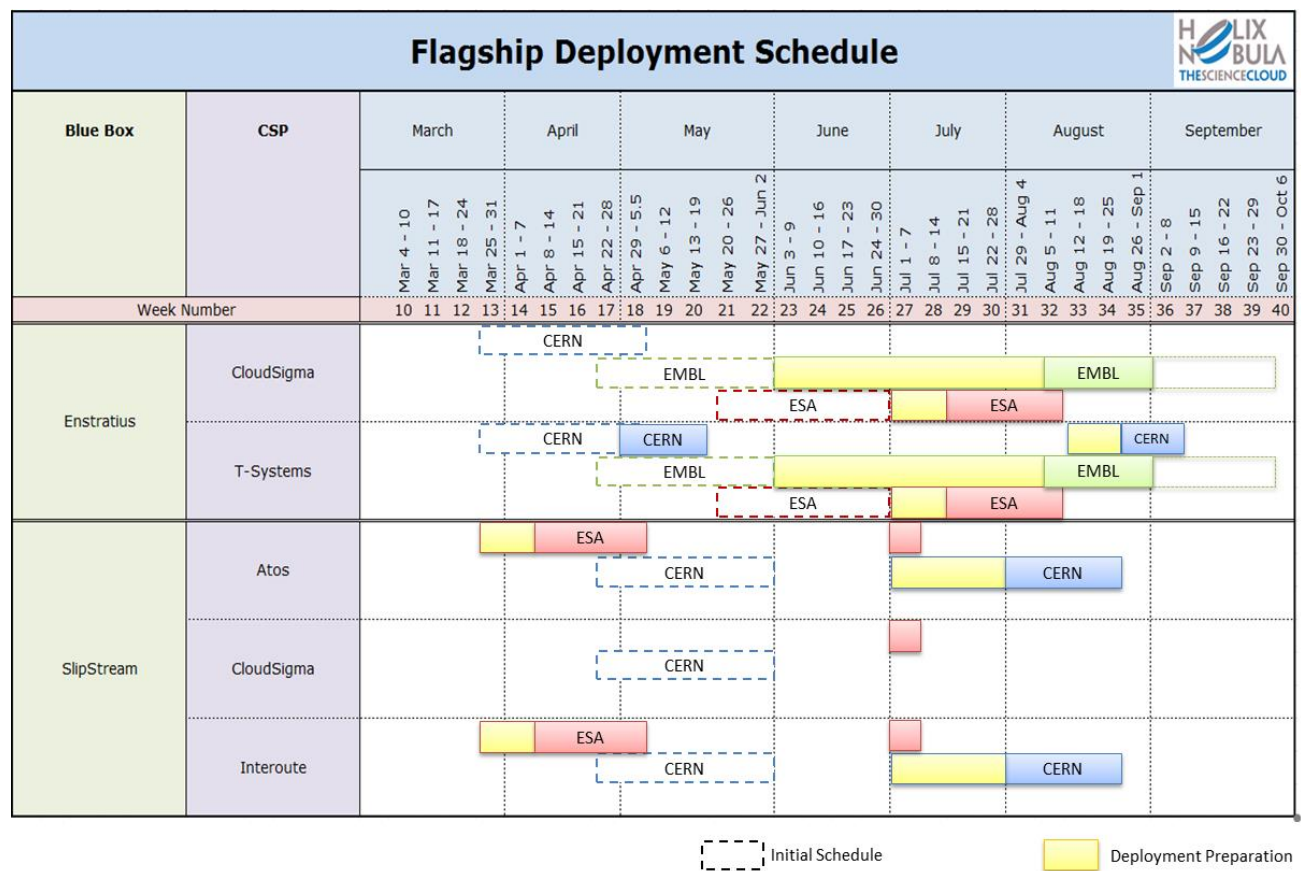 Flagship Deployment Schedule
HELIX
NEBULA
THESCIENCECLOUD
Blue Box CSP March April May June July August September
Mar 4 - 10
Mar 11 - 17
Mar 18 - 24
Mar 25 - 31
Apr 1 - 7
Apr 8 - 14
Apr 15 - 21
Apr 22 - 28
Apr 29 - 5.5
May 6 - 12
May 13 - 19
May 20 - 26
May 27 - Jun 2
Jun 3 - 9
Jun 10 - 16
Jun 17 - 23
Jun 24 - 30
Jul 1 - 7
Jul 8 - 14
Jul 15 - 21
Jul 22 - 28
Jul 29 - Aug 4
Aug 5 - 11
Aug 12 - 18
Aug 19 - 25
Aug 26 - Sep 1
Sep 2 - 8
Sep 9 - 15
Sep 16 - 22
Sep 23 - 29
Sep 30 - Oct 6
Week Number 10 11 12 13 14 15 16 17 18 19 20 21 22 23 24 25 26 27 28 29 30 31 32 33 34 35 36 37 38 39 40
Enstratius
CloudSigma
CERN
EMBL EMBL
ESA ESA
T-Systems
CERN CERN CERN
EMBL EMBL
ESA ESA
SlipStream
Atos
ESA
CERN CERN
CloudSigma
CERN
Interoute
ESA
CERN CERN
Initial Schedule Deployment Preparation